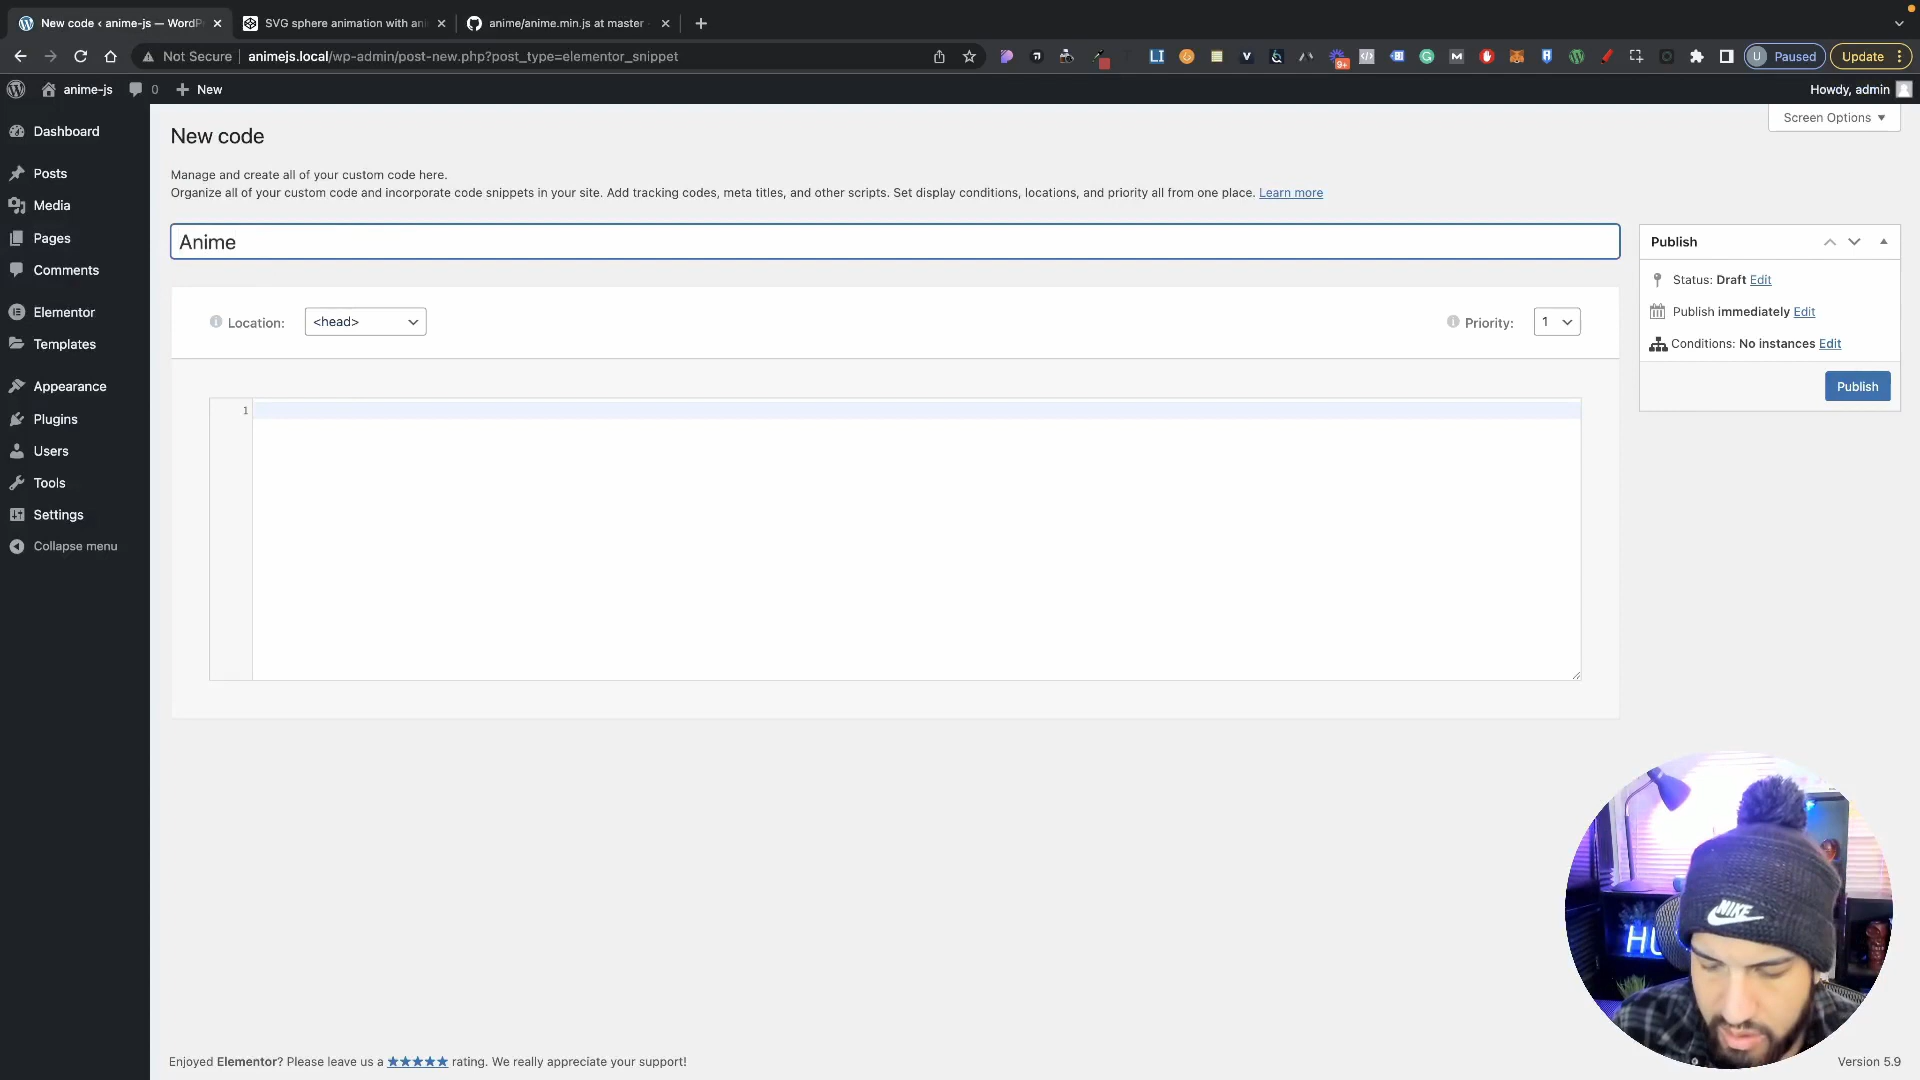 New code ‹ anime-js — WordPr
SVG sphere animation with ani
anime/anime.min.js at master
Not Secure
animejs.local/wp-admin/post-new.php?post_type=elementor_snippet
9+
U Paused
Update
anime-js
0
New
Howdy, admin
Dashboard
Posts
Media
Pages
Comments
Elementor
Templates
Appearance
Plugins
Users
Tools
Settings
Collapse menu
Screen Options
New code
Manage and create all of your custom code here.
Organize all of your custom code and incorporate code snippets in your site. Add tracking codes, meta titles, and other scripts. Set display conditions, locations, and priority all from one place. Learn more
Anime
Location: <head>
Priority: 1
1
Publish
Status: Draft Edit
Publish immediately Edit
Conditions: No instances Edit
Publish
NIKE
HU
Enjoyed Elementor? Please leave us a ★★★★★ rating. We really appreciate your support!
Version 5.9